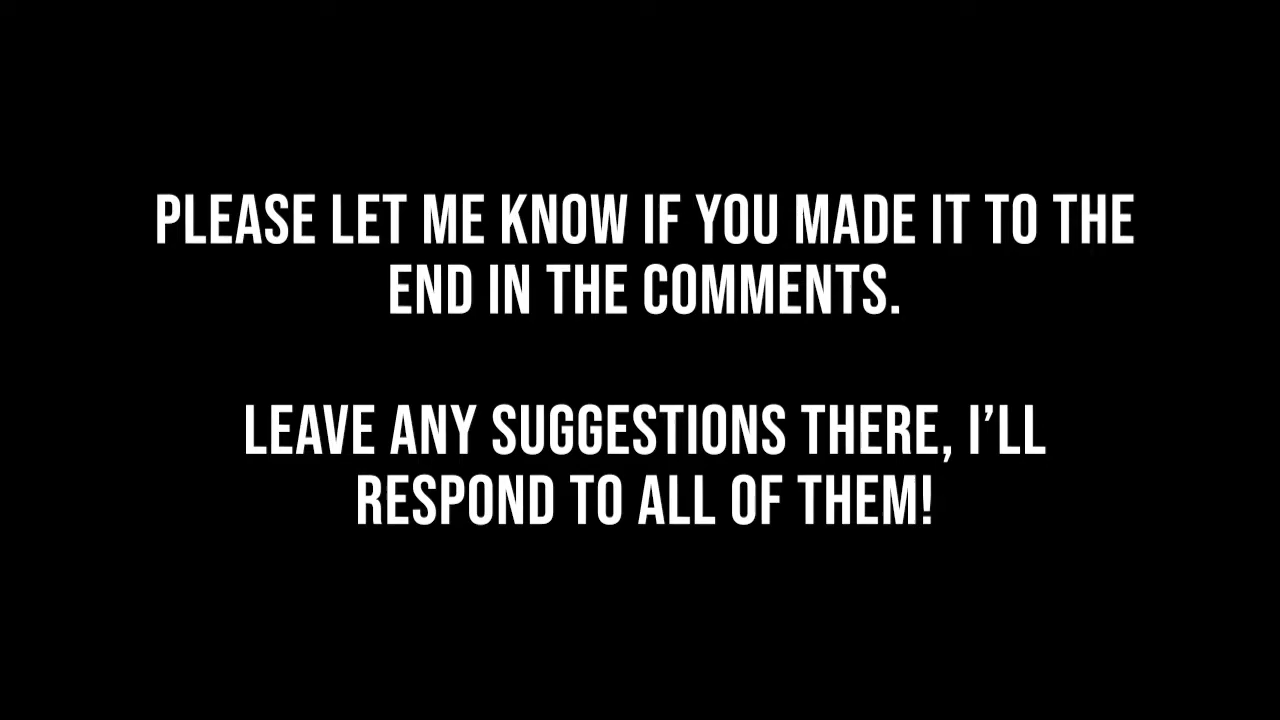 PLEASE LET ME KNOW IF YOU MADE IT TO THE
END IN THE COMMENTS.
LEAVE ANY SUGGESTIONS THERE, I’LL
RESPOND TO ALL OF THEM!